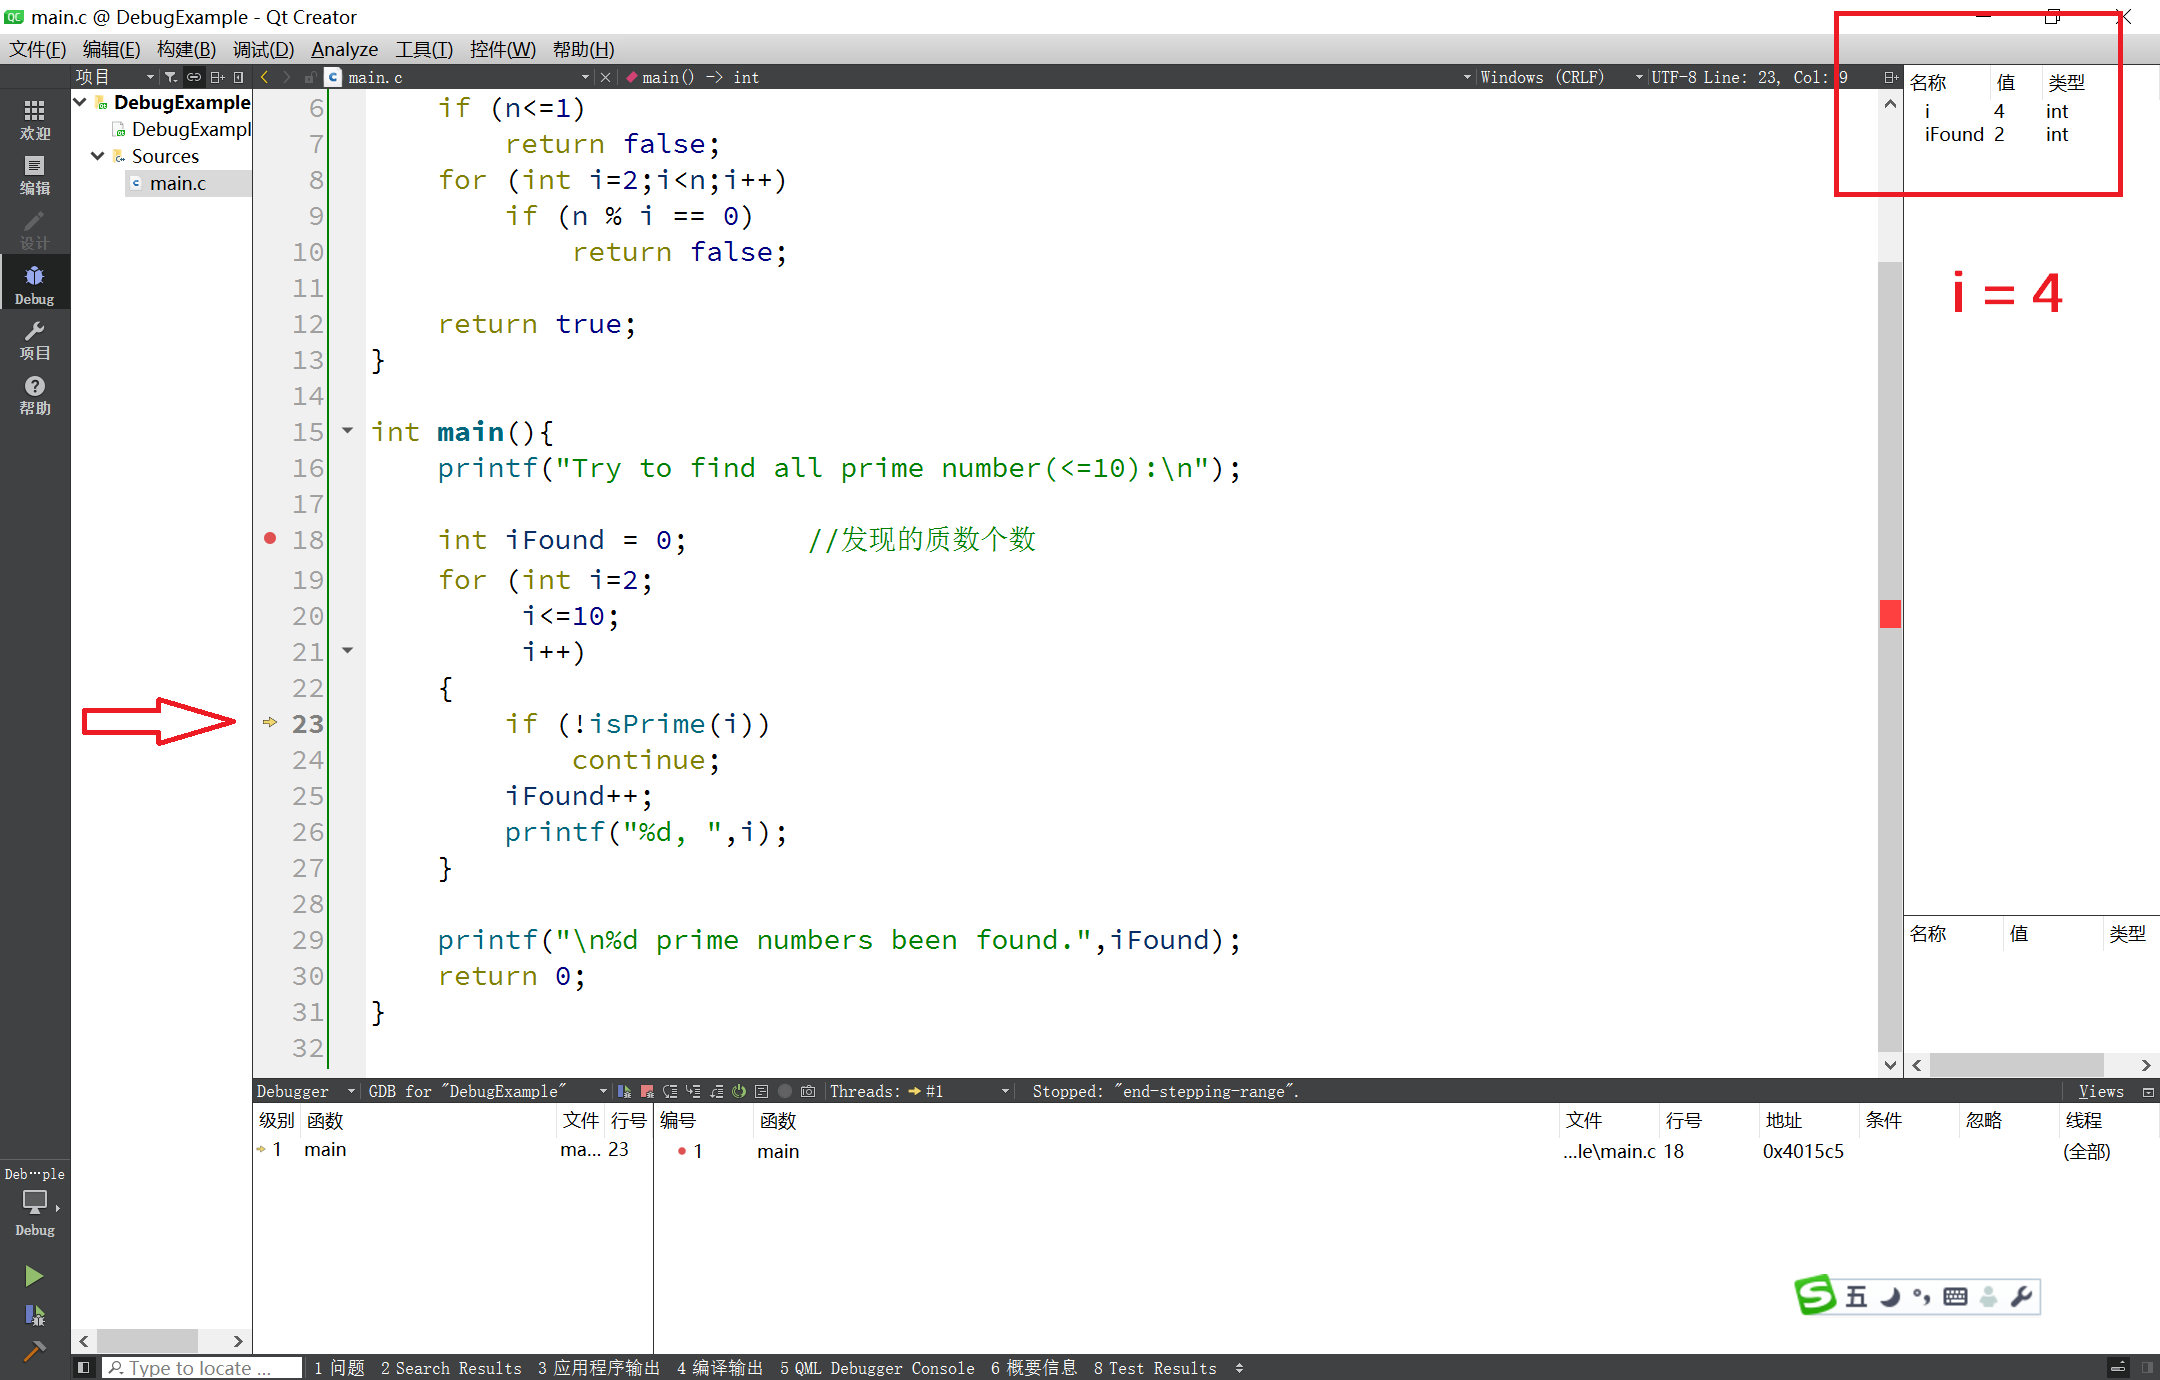 main.c @ DebugExample - Qt Creator
文件(F) 编辑(E) 构建(B) 调试(D) Analyze 工具(T) 控件(W) 帮助(H)
项目
main.c
main() -> int
Windows (CRLF)
UTF-8 Line: 23, Col: 9
欢迎
编辑
设计
Debug
项目
帮助
DebugExample
DebugExampl
Sources
main.c
6 if (n<=1)
7 return false;
8 for (int i=2;i<n;i++)
9 if (n % i == 0)
10 return false;
11
12 return true;
13 }
14
15 int main(){
16 printf("Try to find all prime number(<=10):\n");
17
18 int iFound = 0; //发现的质数个数
19 for (int i=2;
20 i<=10;
21 i++)
22 {
23 if (!isPrime(i))
24 continue;
25 iFound++;
26 printf("%d, ",i);
27 }
28
29 printf("\n%d prime numbers been found.",iFound);
30 return 0;
31 }
32
名称 值 类型
i 4 int
iFound 2 int
i = 4
名称 值 类型
Debugger GDB for "DebugExample" Threads: #1 Stopped: "end-stepping-range". Views
级别 函数 文件 行号
1 main ma... 23
编号 函数 文件 行号 地址 条件 忽略 线程
1 main ...le\main.c 18 0x4015c5 (全部)
Deb···ple
Debug
五
Type to locate ...
1 问题 2 Search Results 3 应用程序输出 4 编译输出 5 QML Debugger Console 6 概要信息 8 Test Results